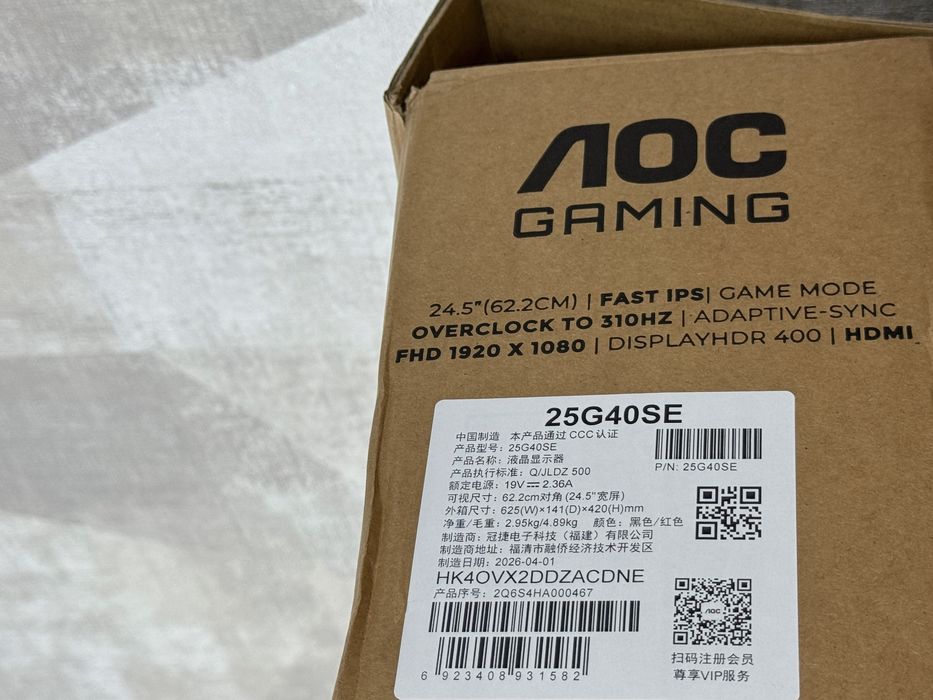 AOC
GAMING
24.5"(62.2CM) | FAST IPS| GAME MODE
OVERCLOCK TO 310HZ | ADAPTIVE-SYNC
FHD 1920 X 1080 | DISPLAYHDR 400 | HDMI
25G40SE
中国制造 本产品通过CCC认证
产品型号: 25G40SE
产品名称: 液晶显示器
产品执行标准: Q/JLDZ 500
额定电源: 19V⎓2.36A
可视尺寸: 62.2cm对角(24.5"宽屏)
外箱尺寸: 625(W)×141(D)×420(H)mm
净重/毛重: 2.95kg/4.89kg 颜色: 黑色/红色
制造商: 冠捷电子科技(福建)有限公司
制造商地址: 福清市融侨经济技术开发区
制造日期: 2026-04-01
HK4OVX2DDZACDNE
产品序号: 2Q6S4HA000467
6 923408 931582
P/N: 25G40SE
AOC
扫码注册会员
尊享VIP服务